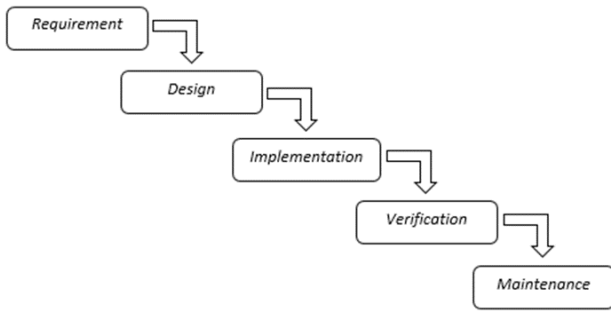 Requirement
Design
Implementation
Verification
Maintenance